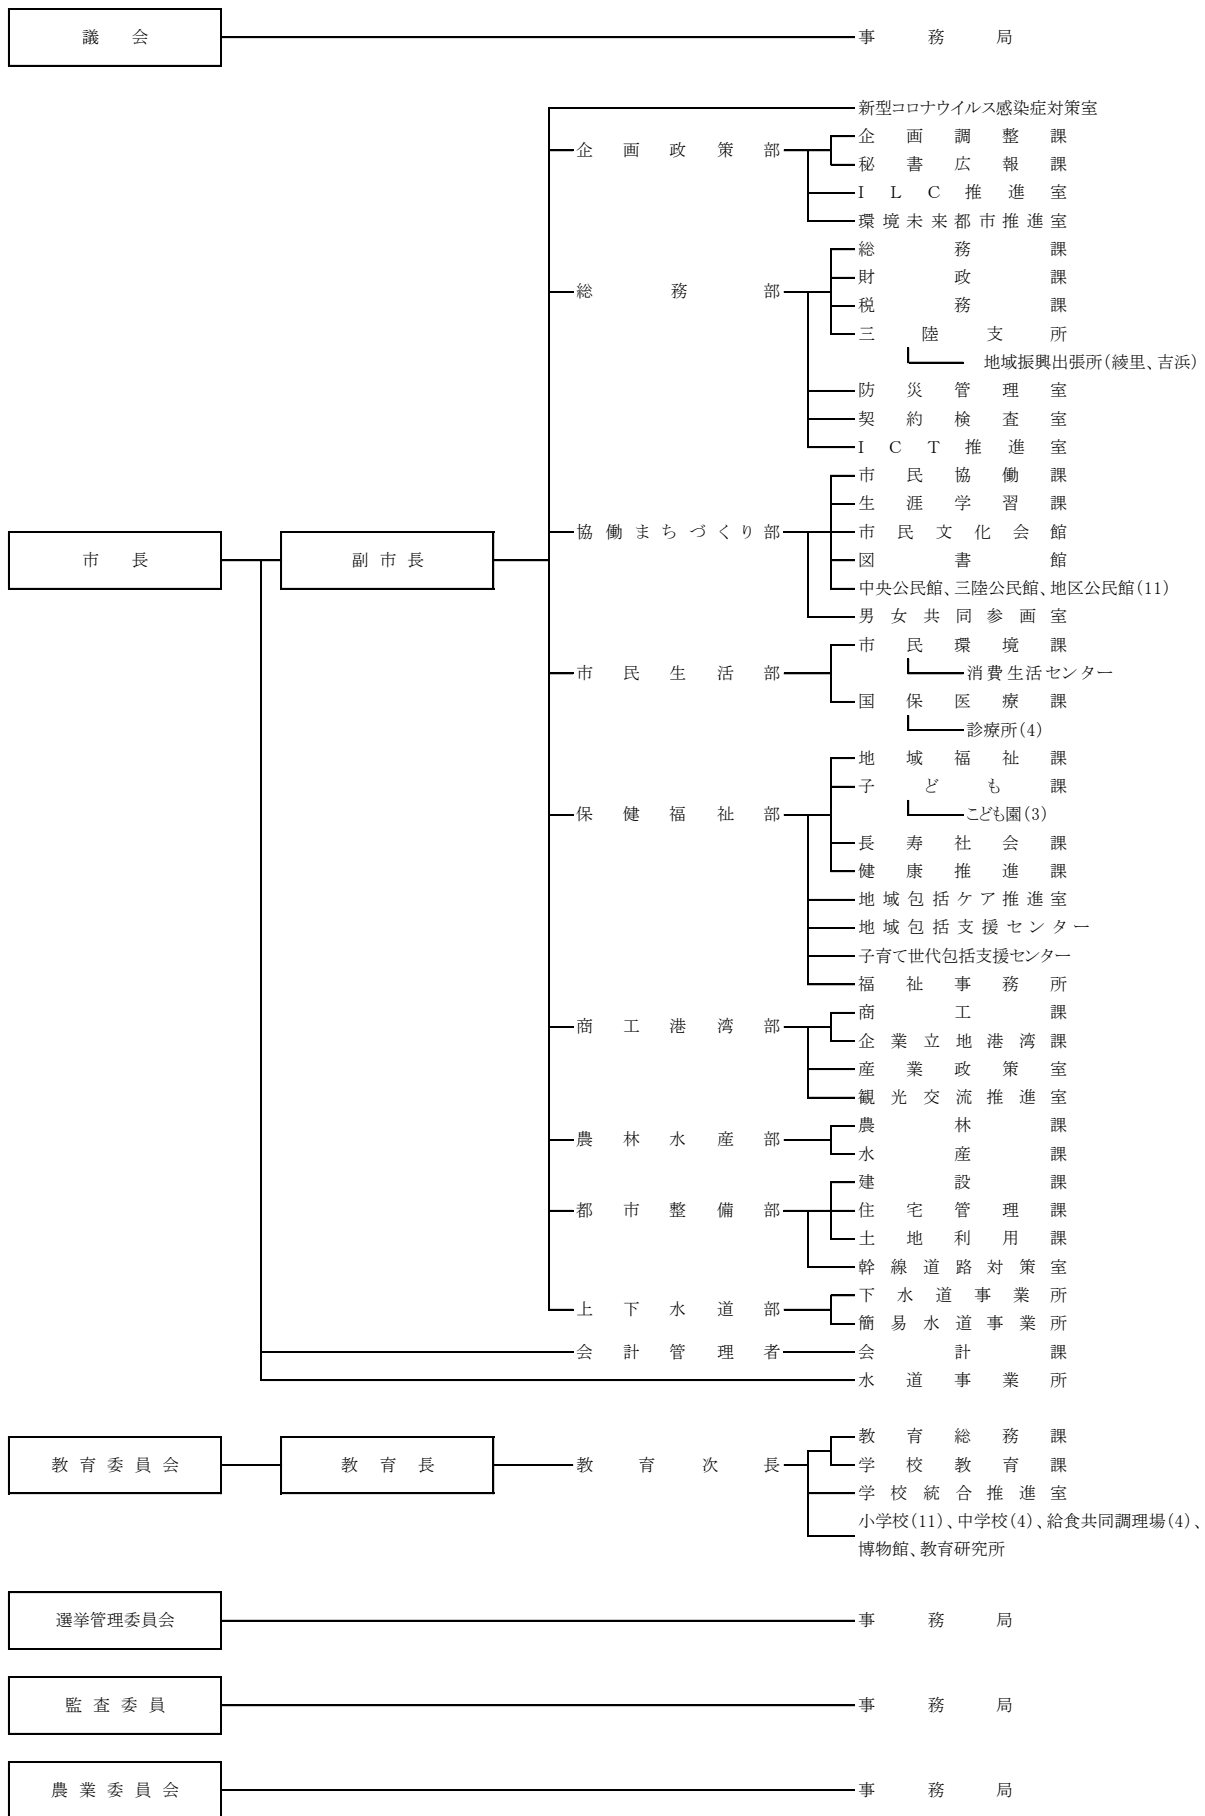 議会 事務局
新型コロナウイルス感染症対策室
企画政策部 企画調整課
秘書広報課
ILC推進室
環境未来都市推進室
総務課
財政課
総務部 税務課
三陸支所
地域振興出張所(綾里、吉浜)
防災管理室
契約検査室
ICT推進室
市民協働課
生涯学習課
協働まちづくり部 市民文化会館
市長 副市長 図書館
中央公民館、三陸公民館、地区公民館(11)
男女共同参画室
市民環境課
市民生活部 消費生活センター
国保医療課
診療所(4)
地域福祉課
子ども課
保健福祉部 こども園(3)
長寿社会課
健康推進課
地域包括ケア推進室
地域包括支援センター
子育て世代包括支援センター
福祉事務所
商工課
商工港湾部 企業立地港湾課
産業政策室
観光交流推進室
農林課
農林水産部 水産課
建設課
都市整備部 住宅管理課
土地利用課
幹線道路対策室
下水道事業所
上下水道部 簡易水道事業所
会計管理者 会計課
水道事業所
教育総務課
教育委員会 教育長 教育次長 学校教育課
学校統合推進室
小学校(11)、中学校(4)、給食共同調理場(4)、
博物館、教育研究所
選挙管理委員会 事務局
監査委員 事務局
農業委員会 事務局